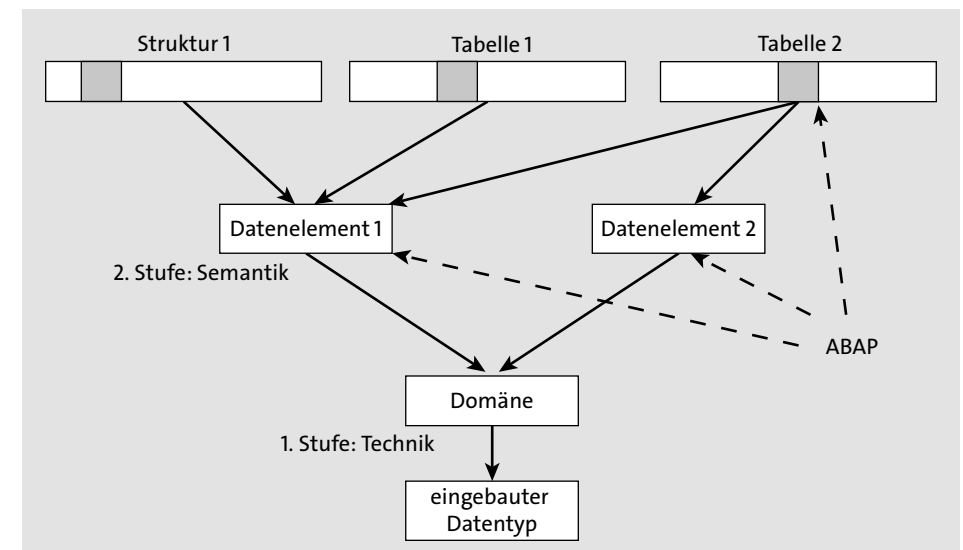 Struktur 1
Tabelle 1
Tabelle 2
Datenelement 1
Datenelement 2
2. Stufe: Semantik
ABAP
Domäne
1. Stufe: Technik
eingebauter
Datentyp